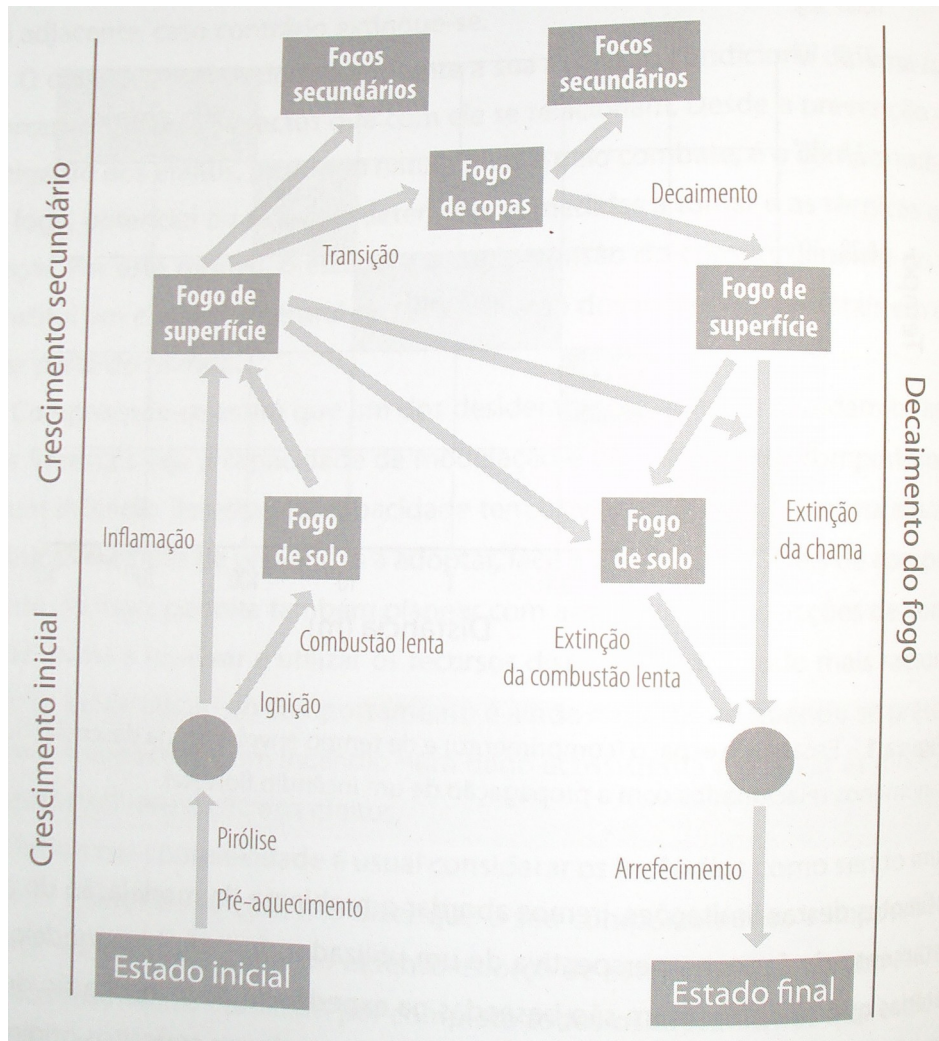 Focos
secundários
Focos
secundários
Fogo
de copas
Decaimento
Transição
Fogo de
superfície
Fogo de
superfície
Crescimento secundário
Decaimento do fogo
Fogo
de solo
Fogo
de solo
Inflamação
Extinção
da chama
Combustão lenta
Extinção
da combustão lenta
Ignição
Crescimento inicial
Pirólise
Pré-aquecimento
Arrefecimento
Estado inicial
Estado final